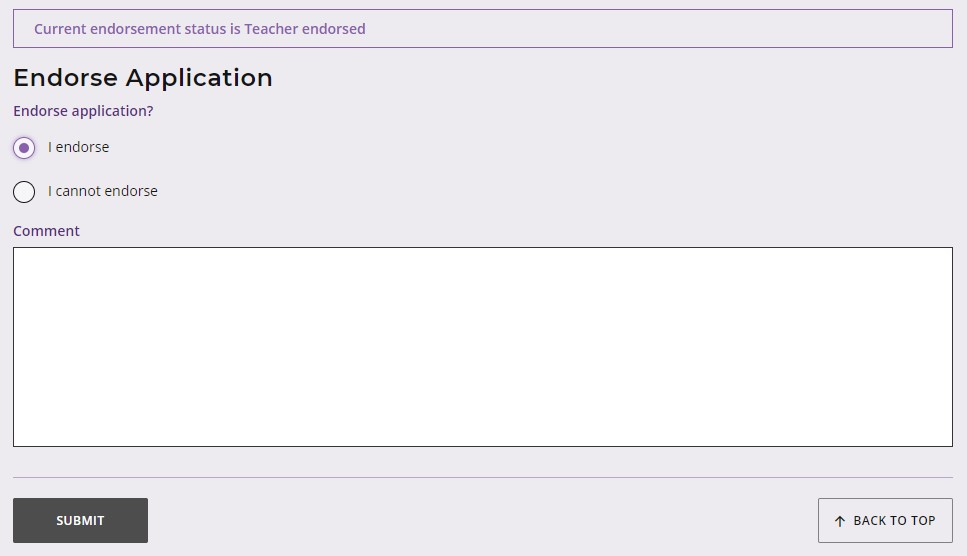 Current endorsement status is Teacher endorsed
Endorse Application
Endorse application?
I endorse
I cannot endorse
Comment
SUBMIT
BACK TO TOP